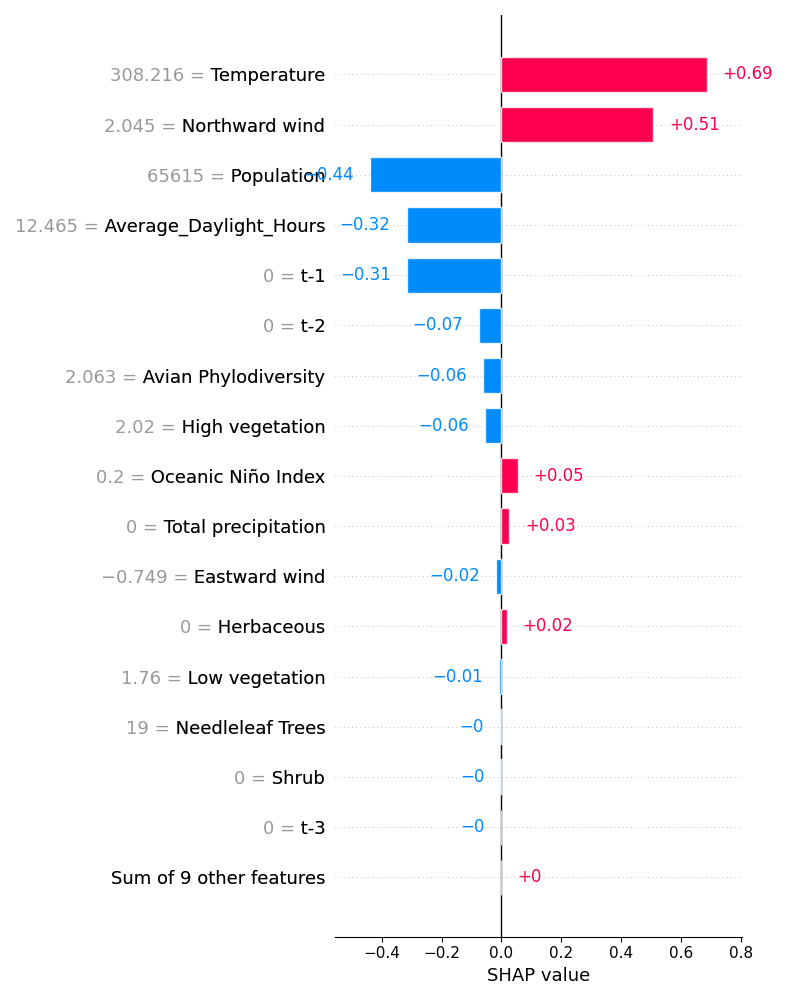 308.216 = Temperature +0.69
2.045 = Northward wind +0.51
65615 = Population −0.44
12.465 = Average_Daylight_Hours −0.32
0 = t-1 −0.31
0 = t-2 −0.07
2.063 = Avian Phylodiversity −0.06
2.02 = High vegetation −0.06
0.2 = Oceanic Niño Index +0.05
0 = Total precipitation +0.03
−0.749 = Eastward wind −0.02
0 = Herbaceous +0.02
1.76 = Low vegetation −0.01
19 = Needleleaf Trees −0
0 = Shrub −0
0 = t-3 −0
Sum of 9 other features +0
−0.4 −0.2 0.0 0.2 0.4 0.6 0.8
SHAP value